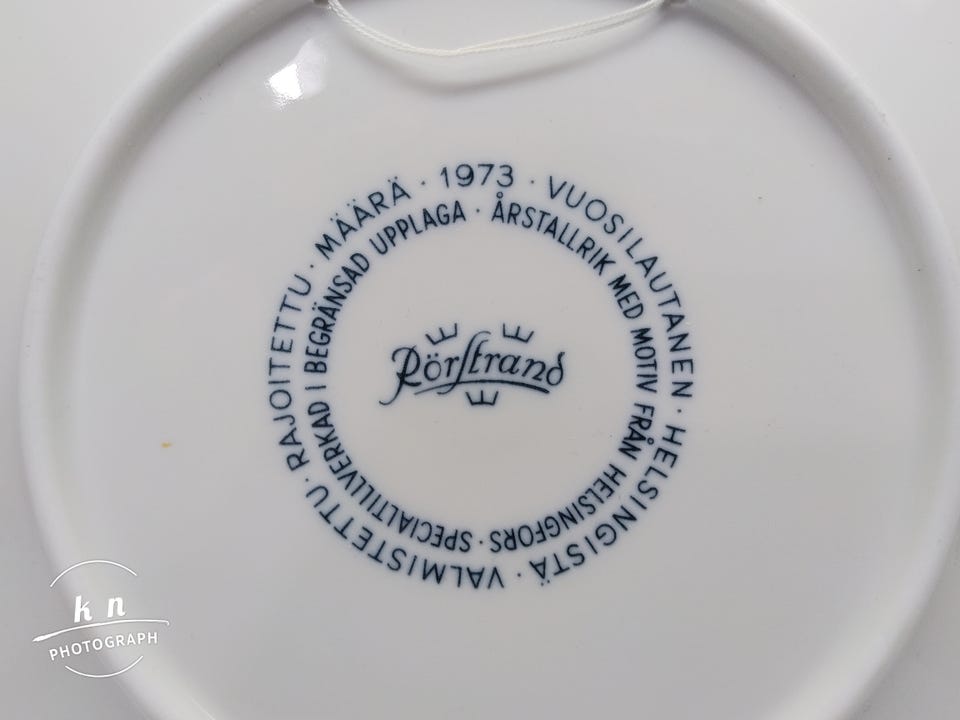 1973 · VUOSILAUTANEN · HELSINGISTÄ · VALMISTETTU · RAJOITETTU · MÄÄRÄ ·
ÅRSTALLRIK MED MOTIV FRÅN HELSINGFORS · SPECIALTILLVERKAD I BEGRÄNSAD UPPLAGA ·
Rörstrand
k n
PHOTOGRAPH